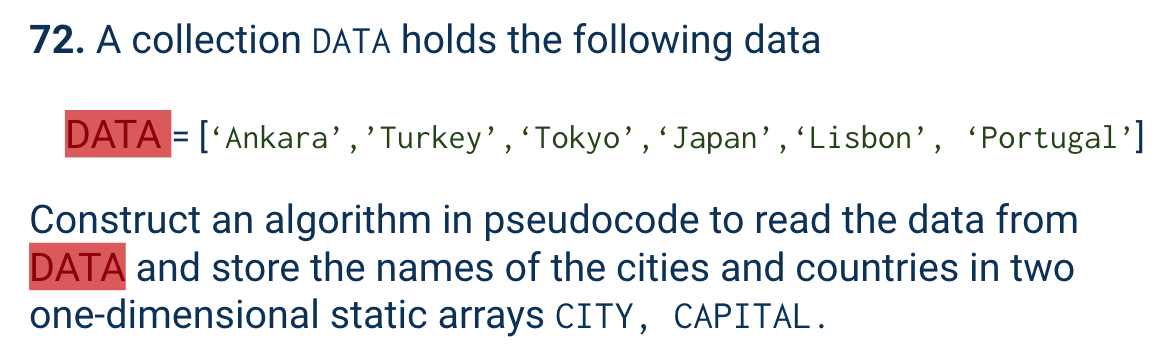 72. A collection DATA holds the following data
DATA = [‘Ankara’,’Turkey’,‘Tokyo’,‘Japan’,‘Lisbon’, ‘Portugal’]
Construct an algorithm in pseudocode to read the data from
DATA and store the names of the cities and countries in two
one-dimensional static arrays CITY, CAPITAL.